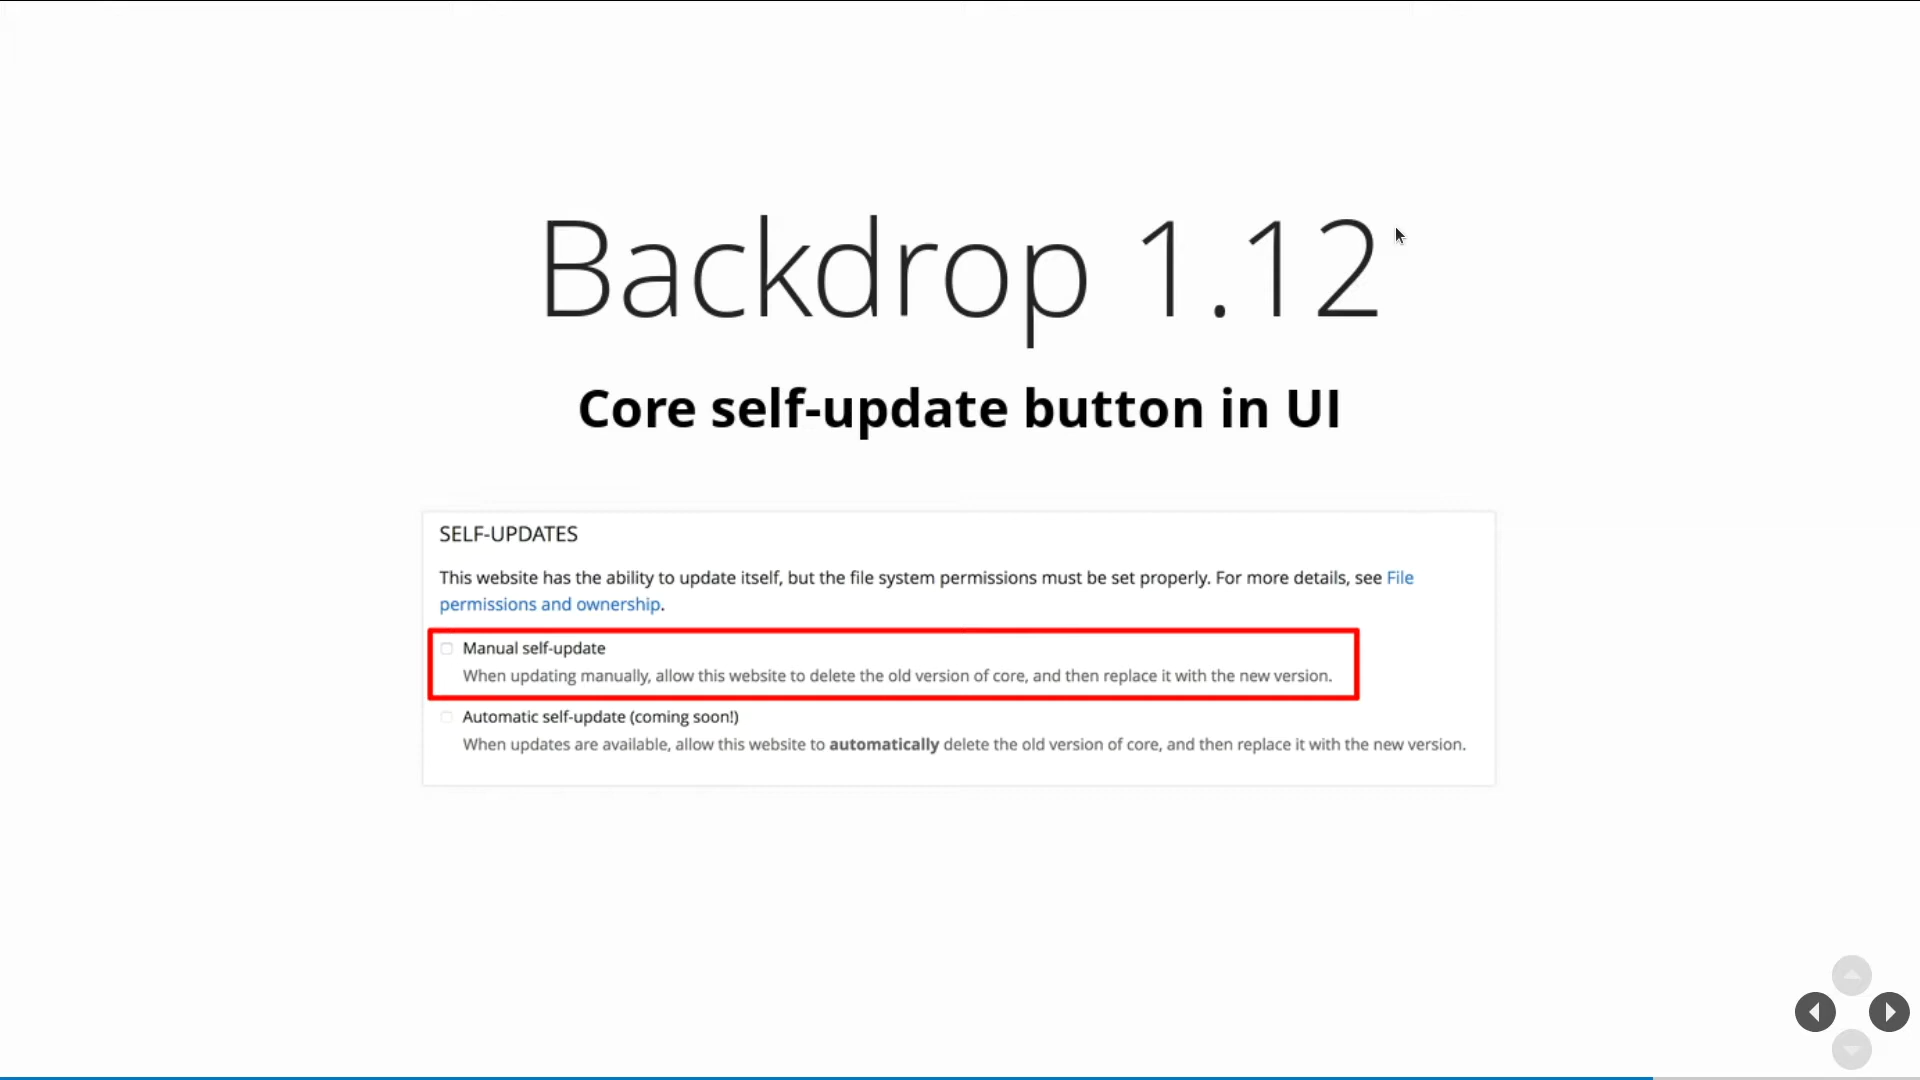 Backdrop 1.12
Core self-update button in UI
SELF-UPDATES
This website has the ability to update itself, but the file system permissions must be set properly. For more details, see File
permissions and ownership.
Manual self-update
When updating manually, allow this website to delete the old version of core, and then replace it with the new version.
Automatic self-update (coming soon!)
When updates are available, allow this website to automatically delete the old version of core, and then replace it with the new version.